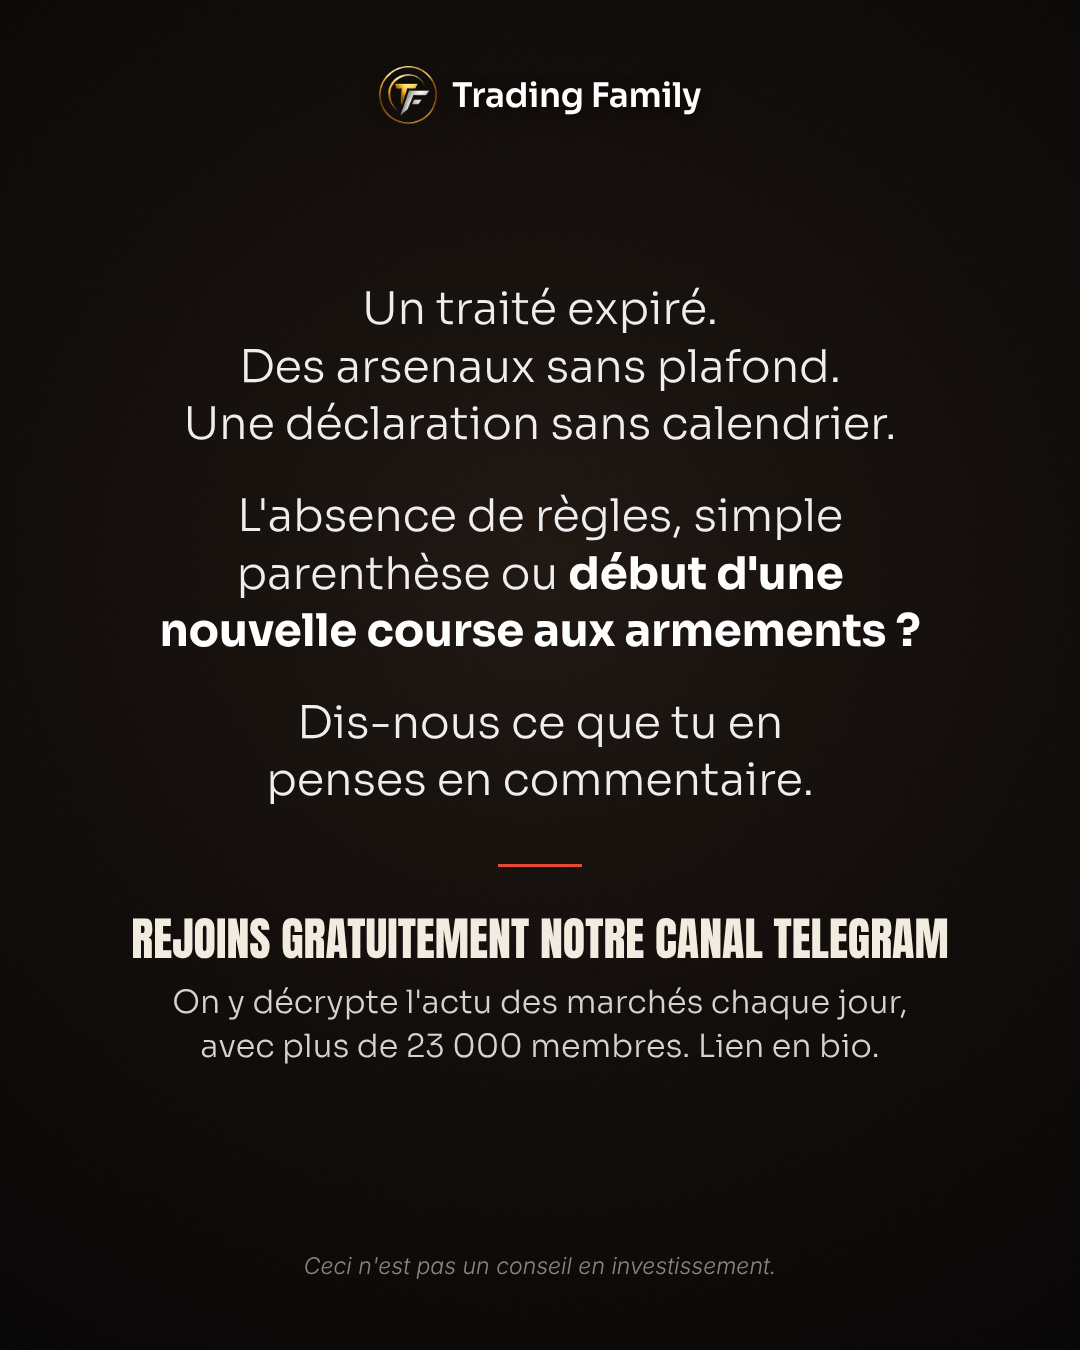 TF Trading Family
Un traité expiré.
Des arsenaux sans plafond.
Une déclaration sans calendrier.
L'absence de règles, simple
parenthèse ou début d'une
nouvelle course aux armements ?
Dis-nous ce que tu en
penses en commentaire.
REJOINS GRATUITEMENT NOTRE CANAL TELEGRAM
On y décrypte l'actu des marchés chaque jour,
avec plus de 23 000 membres. Lien en bio.
Ceci n'est pas un conseil en investissement.